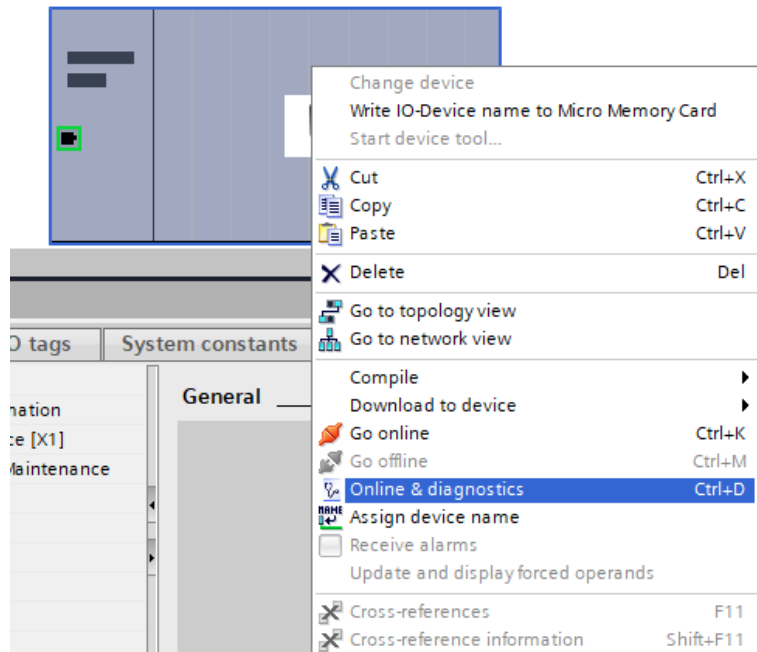 Change device
Write IO-Device name to Micro Memory Card
Start device tool...
Cut Ctrl+X
Copy Ctrl+C
Paste Ctrl+V
Delete Del
Go to topology view
Go to network view
O tags System constants
Compile
General
Download to device
Go online Ctrl+K
[X1]
Go offline Ctrl+M
Maintenance
Online & diagnostics Ctrl+D
NAME
Assign device name
Receive alarms
Update and display forced operands
Cross-references F11
Cross-reference information Shift+F11